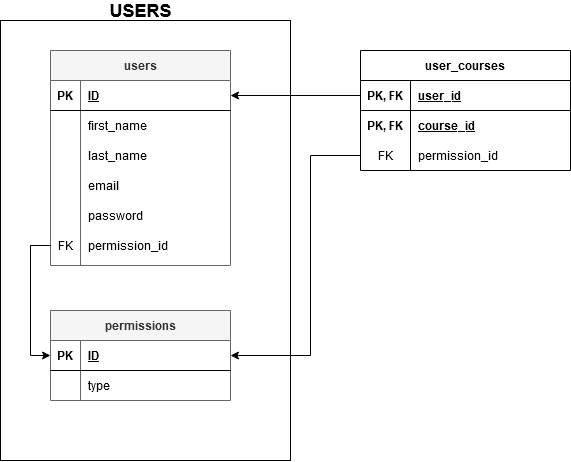 USERS
users
PK ID
first_name
last_name
email
password
FK permission_id
permissions
PK ID
type
user_courses
PK, FK user_id
PK, FK course_id
FK permission_id